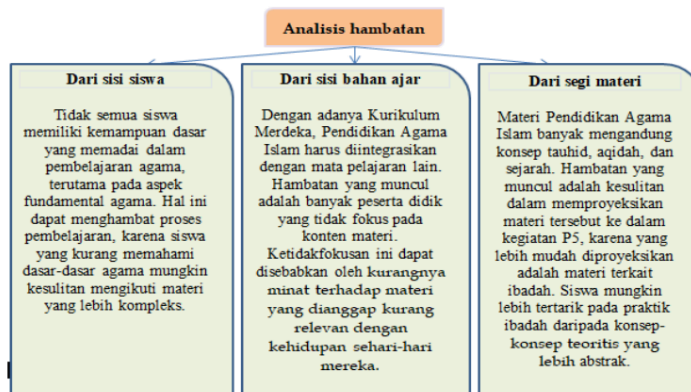 Analisis hambatan
Dari sisi siswa
Tidak semua siswa
memiliki kemampuan dasar
yang memadai dalam
pembelajaran agama,
terutama pada aspek
fundamental agama. Hal ini
dapat menghambat proses
pembelajaran, karena siswa
yang kurang memahami
dasar-dasar agama mungkin
kesulitan mengikuti materi
yang lebih kompleks.
Dari sisi bahan ajar
Dengan adanya Kurikulum
Merdeka, Pendidikan Agama
Islam harus diintegrasikan
dengan mata pelajaran lain.
Hambatan yang muncul
adalah banyak peserta didik
yang tidak fokus pada
konten materi.
Ketidakfokusan ini dapat
disebabkan oleh kurangnya
minat terhadap materi
yang dianggap kurang
relevan dengan
kehidupan sehari-hari
mereka.
Dari segi materi
Materi Pendidikan Agama
Islam banyak mengandung
konsep tauhid, aqidah, dan
sejarah. Hambatan yang
muncul adalah kesulitan
dalam memproyeksikan
materi tersebut ke dalam
kegiatan P5, karena yang
lebih mudah diproyeksikan
adalah materi terkait
ibadah. Siswa mungkin
lebih tertarik pada praktik
ibadah daripada konsep-
konsep teoritis yang
lebih abstrak.